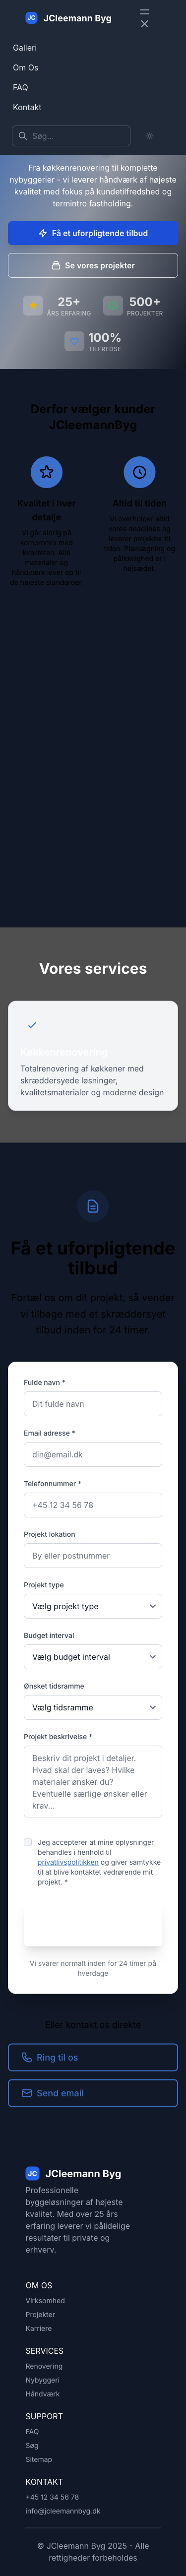 JC JCleemann Byg
Galleri
Om Os
FAQ
Kontakt
Søg...
Fra køkkenrenovering til komplette
nybyggerier - vi leverer håndværk af højeste
kvalitet med fokus på kundetilfredshed og
termintro fastholdning.
Få et uforpligtende tilbud
Se vores projekter
25+
ÅRS ERFARING
500+
PROJEKTER
100%
TILFREDSE
Derfor vælger kunder
JCleemannByg
Kvalitet i hver
detalje
Vi går aldrig på
kompromis med
kvaliteten. Alle
materialer og
håndværk lever op til
de højeste standarder.
Altid til tiden
Vi overholder altid
vores deadlines og
leverer projekter til
tiden. Planlægning og
pålidelighed er i
højsædet.
Vores services
Køkkenrenovering
Totalrenovering af køkkener med
skræddersyede løsninger,
kvalitetsmaterialer og moderne design
Få et uforpligtende
tilbud
Fortæl os om dit projekt, så vender
vi tilbage med et skræddersyet
tilbud inden for 24 timer.
Fulde navn *
Dit fulde navn
Email adresse *
din@email.dk
Telefonnummer *
+45 12 34 56 78
Projekt lokation
By eller postnummer
Projekt type
Vælg projekt type
Budget interval
Vælg budget interval
Ønsket tidsramme
Vælg tidsramme
Projekt beskrivelse *
Beskriv dit projekt i detaljer.
Hvad skal der laves? Hvilke
materialer ønsker du?
Eventuelle særlige ønsker eller
krav...
Jeg accepterer at mine oplysninger
behandles i henhold til
privatlivspolitikken og giver samtykke
til at blive kontaktet vedrørende mit
projekt. *
Vi svarer normalt inden for 24 timer på
hverdage
Eller kontakt os direkte
Ring til os
Send email
JC JCleemann Byg
Professionelle
byggeløsninger af højeste
kvalitet. Med over 25 års
erfaring leverer vi pålidelige
resultater til private og
erhverv.
OM OS
Virksomhed
Projekter
Karriere
SERVICES
Renovering
Nybyggeri
Håndværk
SUPPORT
FAQ
Søg
Sitemap
KONTAKT
+45 12 34 56 78
info@jcleemannbyg.dk
© JCleemann Byg 2025 - Alle
rettigheder forbeholdes